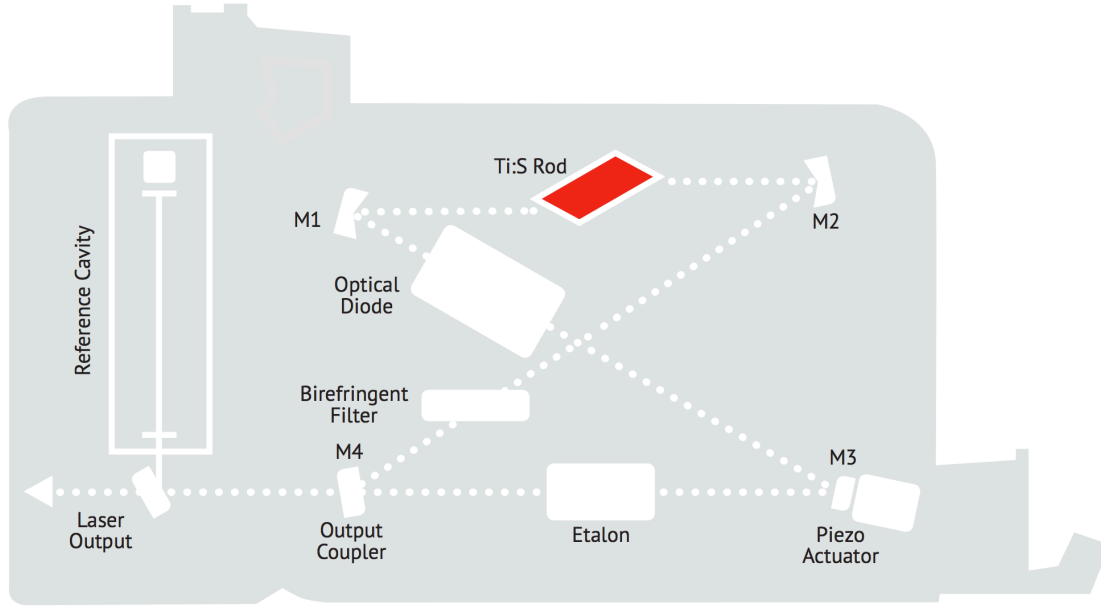 Ti:S Rod
M1
M2
Optical
Diode
Reference Cavity
Birefringent
Filter
M4
M3
Laser
Output
Output
Coupler
Etalon
Piezo
Actuator